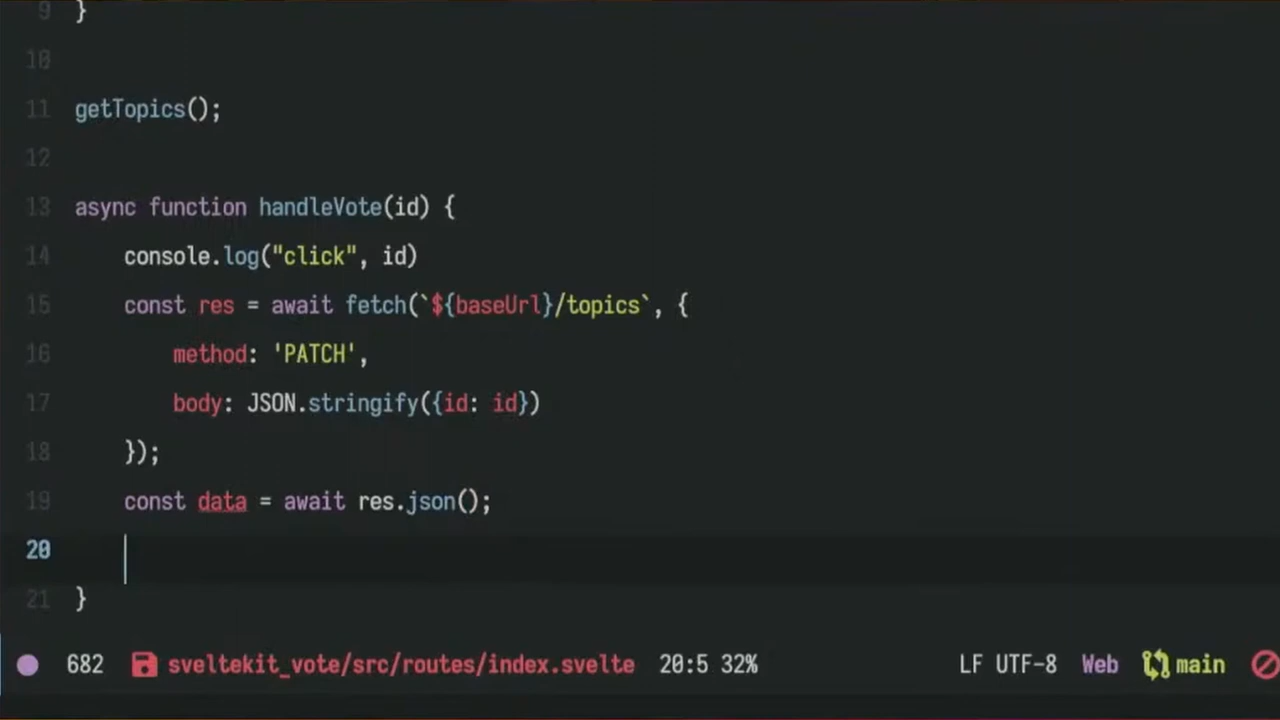 9 }
10
11 getTopics();
12
13 async function handleVote(id) {
14 console.log("click", id)
15 const res = await fetch(`${baseUrl}/topics`, {
16 method: 'PATCH',
17 body: JSON.stringify({id: id})
18 });
19 const data = await res.json();
20
21 }
682 sveltekit_vote/src/routes/index.svelte 20:5 32% LF UTF-8 Web main